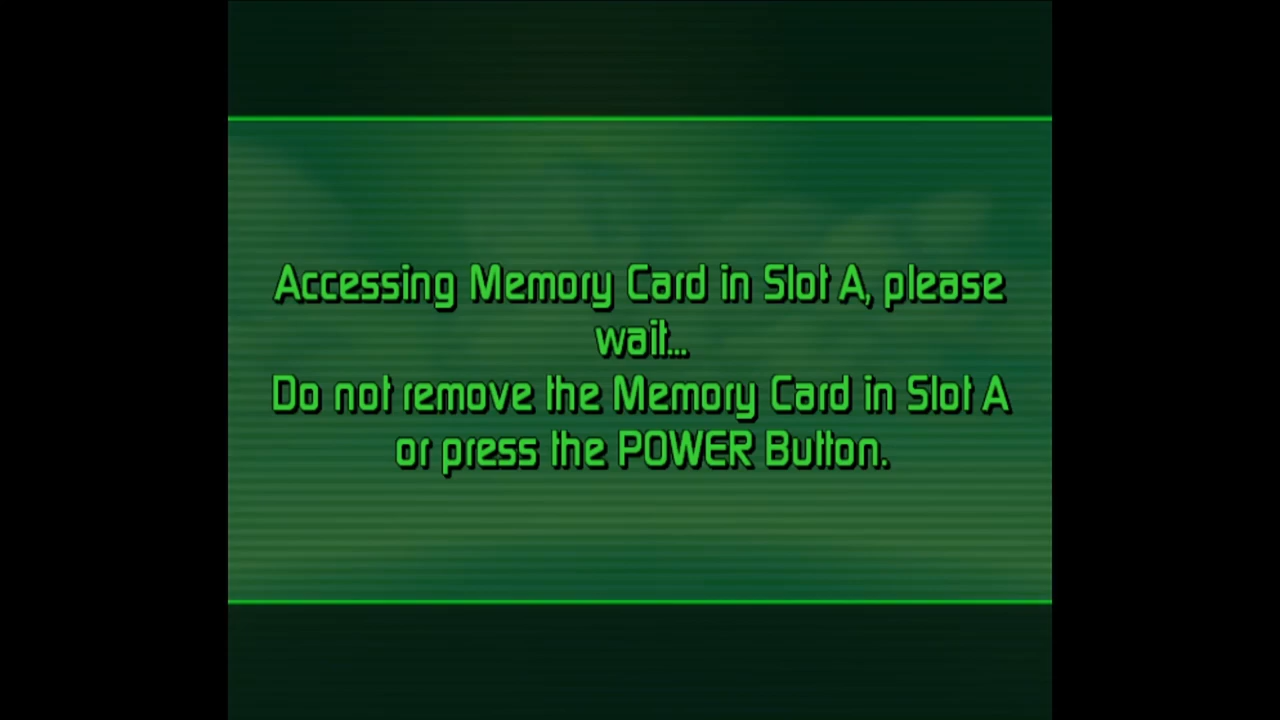 Accessing Memory Card in Slot A, please
wait...
Do not remove the Memory Card in Slot A
or press the POWER Button.